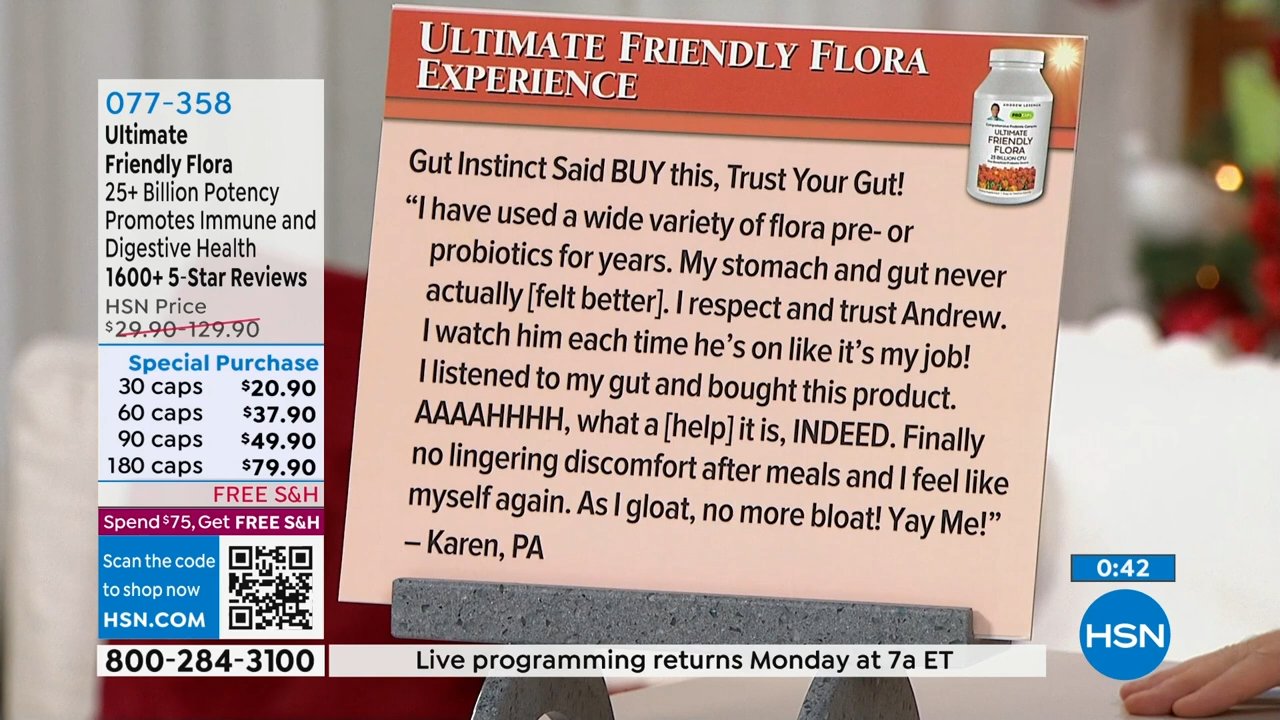 077-358
Ultimate
Friendly Flora
25+ Billion Potency
Promotes Immune and
Digestive Health
1600+ 5-Star Reviews
HSN Price
$29.90-129.90
Special Purchase
30 caps $20.90
60 caps $37.90
90 caps $49.90
180 caps $79.90
FREE S&H
Spend $75, Get FREE S&H
Scan the code
to shop now
HSN.COM
800-284-3100
ULTIMATE FRIENDLY FLORA
EXPERIENCE
ANDREW LESSMAN
ULTIMATE
FRIENDLY
FLORA
25 BILLION CFU
Gut Instinct Said BUY this, Trust Your Gut!
“I have used a wide variety of flora pre- or
probiotics for years. My stomach and gut never
actually [felt better]. I respect and trust Andrew.
I watch him each time he’s on like it’s my job!
I listened to my gut and bought this product.
AAAAHHHH, what a [help] it is, INDEED. Finally
no lingering discomfort after meals and I feel like
myself again. As I gloat, no more bloat! Yay Me!”
– Karen, PA
0:42
HSN
Live programming returns Monday at 7a ET